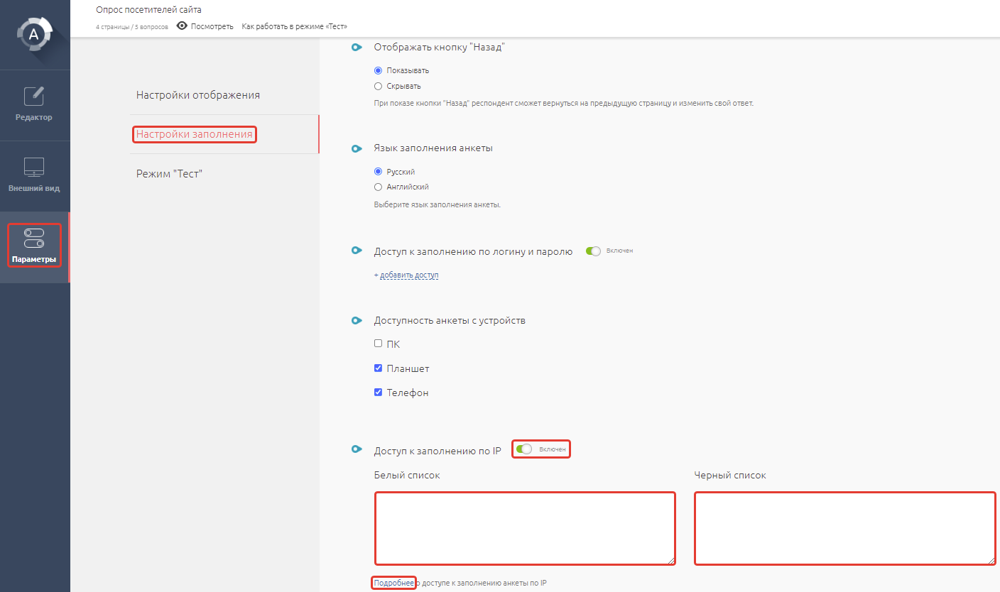 Опрос посетителей сайта
4 страницы / 5 вопросов Посмотреть Как работать в режиме «Тест»
A
Редактор
Внешний вид
Параметры
Настройки отображения
Настройки заполнения
Режим "Тест"
Отображать кнопку "Назад"
Показывать
Скрывать
При показе кнопки "Назад" респондент сможет вернуться на предыдущую страницу и изменить свой ответ.
Язык заполнения анкеты
Русский
Английский
Выберите язык заполнения анкеты.
Доступ к заполнению по логину и паролю Включен
+ добавить доступ
Доступность анкеты с устройств
ПК
Планшет
Телефон
Доступ к заполнению по IP Включен
Белый список Черный список
Подробнее о доступе к заполнению анкеты по IP